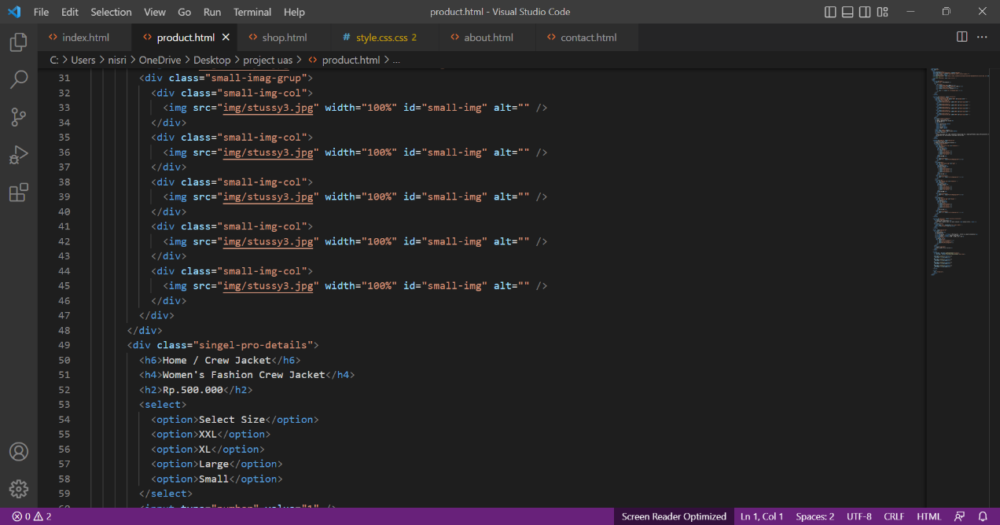 File Edit Selection View Go Run Terminal Help product.html - Visual Studio Code
index.html product.html shop.html # style.css.css 2 about.html contact.html
C: > Users > nisri > OneDrive > Desktop > project uas > product.html > ...
31 <div class="small-imag-grup">
32 <div class="small-img-col">
33 <img src="img/stussy3.jpg" width="100%" id="small-img" alt="" />
34 </div>
35 <div class="small-img-col">
36 <img src="img/stussy3.jpg" width="100%" id="small-img" alt="" />
37 </div>
38 <div class="small-img-col">
39 <img src="img/stussy3.jpg" width="100%" id="small-img" alt="" />
40 </div>
41 <div class="small-img-col">
42 <img src="img/stussy3.jpg" width="100%" id="small-img" alt="" />
43 </div>
44 <div class="small-img-col">
45 <img src="img/stussy3.jpg" width="100%" id="small-img" alt="" />
46 </div>
47 </div>
48 </div>
49 <div class="singel-pro-details">
50 <h6>Home / Crew Jacket</h6>
51 <h4>Women's Fashion Crew Jacket</h4>
52 <h2>Rp.500.000</h2>
53 <select>
54 <option>Select Size</option>
55 <option>XXL</option>
56 <option>XL</option>
57 <option>Large</option>
58 <option>Small</option>
59 </select>
0 2 Screen Reader Optimized Ln 1, Col 1 Spaces: 2 UTF-8 CRLF HTML